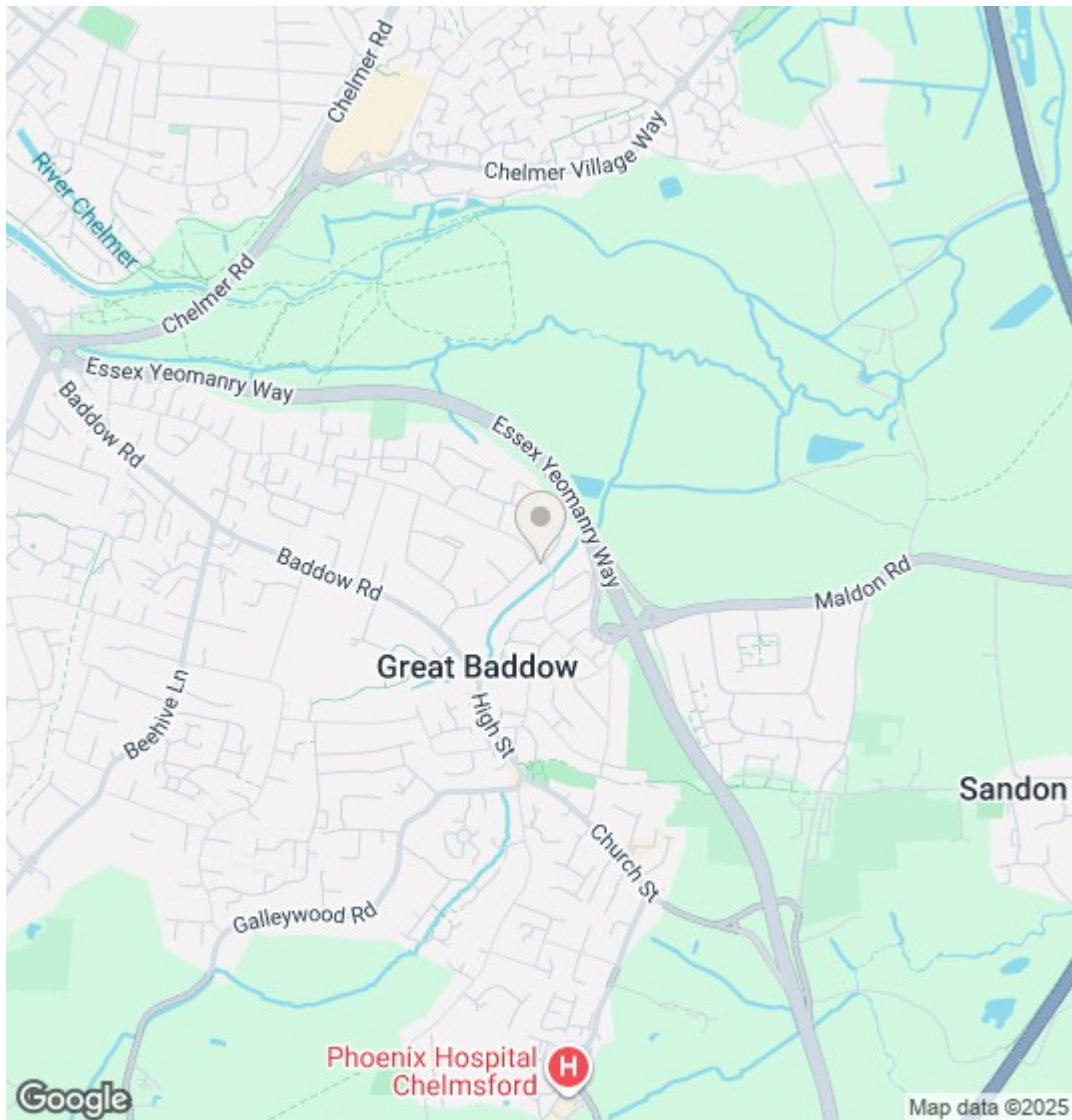 Chelmer Rd
Chelmer Village Way
River Chelmer
Chelmer Rd
Essex Yeomanry Way
Baddow Rd
Essex Yeomanry Way
Baddow Rd
Maldon Rd
Great Baddow
High St
Beehive Ln
Sandon
Church St
Galleywood Rd
Phoenix Hospital
Chelmsford
H
Google
Map data ©2025